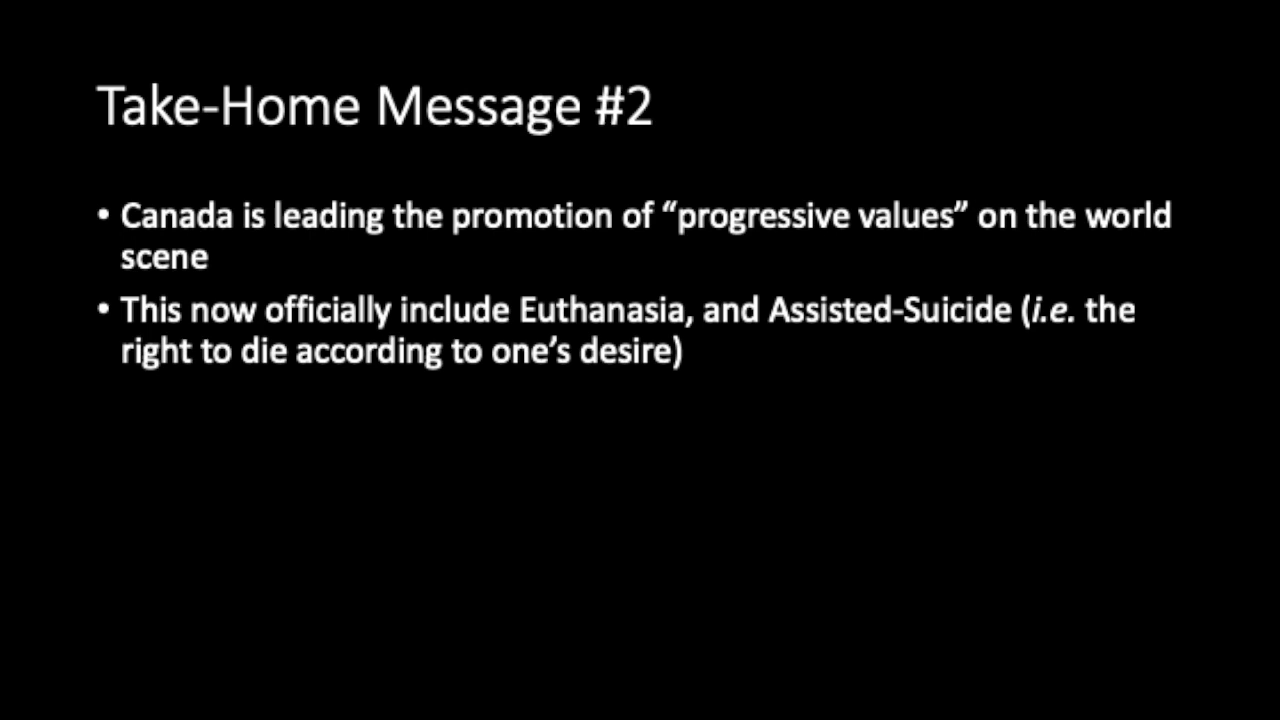 Take-Home Message #2
• Canada is leading the promotion of “progressive values” on the world
scene
• This now officially include Euthanasia, and Assisted-Suicide (i.e. the
right to die according to one’s desire)